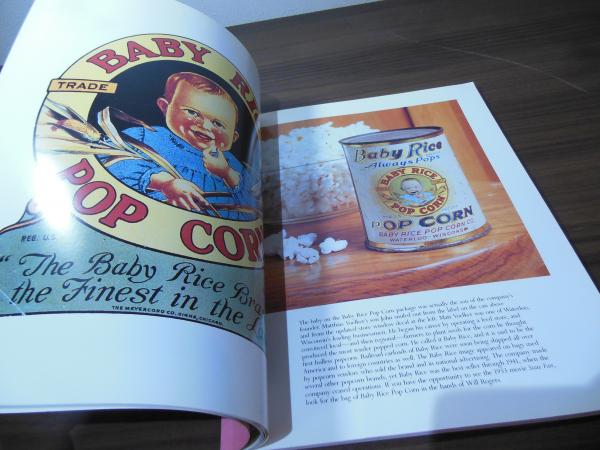 BABY RI
TRADE
POP CORN
REG. U.S.
"The Baby Rice Bra
the Finest in the
THE MEYERCORD CO. CHICAGO.
Baby Rice
Always Pops
BABY RICE
POP CORN
POP CORN
BABY RICE POP CORN CO.
WATERLOO - WISCONSIN
The baby on the Baby Rice Pop Corn package was actually the son of the company's
founder, Matthias Voelker's son John smiled out from the label on the can above
and from the updated store window decal at the left. Matt Voelker was one of Waterloo,
Wisconsin's leading businessmen. He began his career by operating a feed store, and
convinced local—and then regional—farmers to plant seeds for the corn he thought
produced the most tender popped corn. He called it Baby Rice, and it is said to be the
first hulless popcorn. Railroad carloads of Baby Rice were soon being shipped all over
America and to foreign countries as well. The Baby Rice image appeared on bags used
by popcorn vendors who sold the brand and in national advertising. The company made
several other popcorn brands, yet Baby Rice was the best seller through 1941, when the
company ceased operations. If you have the opportunity to see the 1933 movie State Fair,
look for the bag of Baby Rice Pop Corn in the hands of Will Rogers.